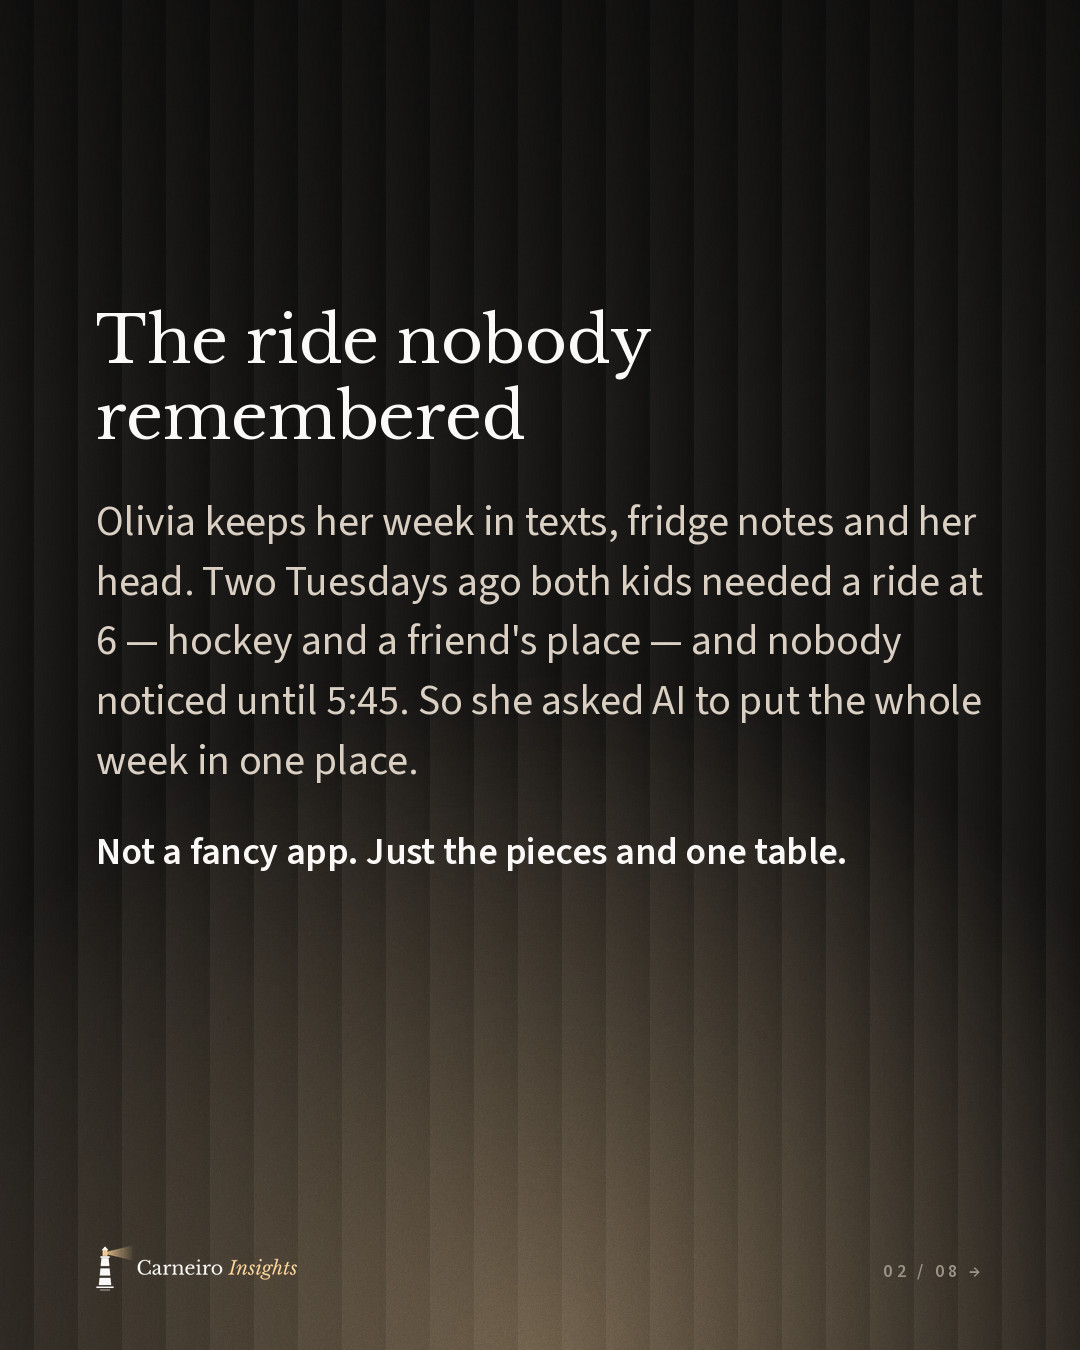 The ride nobody
remembered
Olivia keeps her week in texts, fridge notes and her
head. Two Tuesdays ago both kids needed a ride at
6 — hockey and a friend's place — and nobody
noticed until 5:45. So she asked AI to put the whole
week in one place.
Not a fancy app. Just the pieces and one table.
Carneiro Insights
02 / 08 →